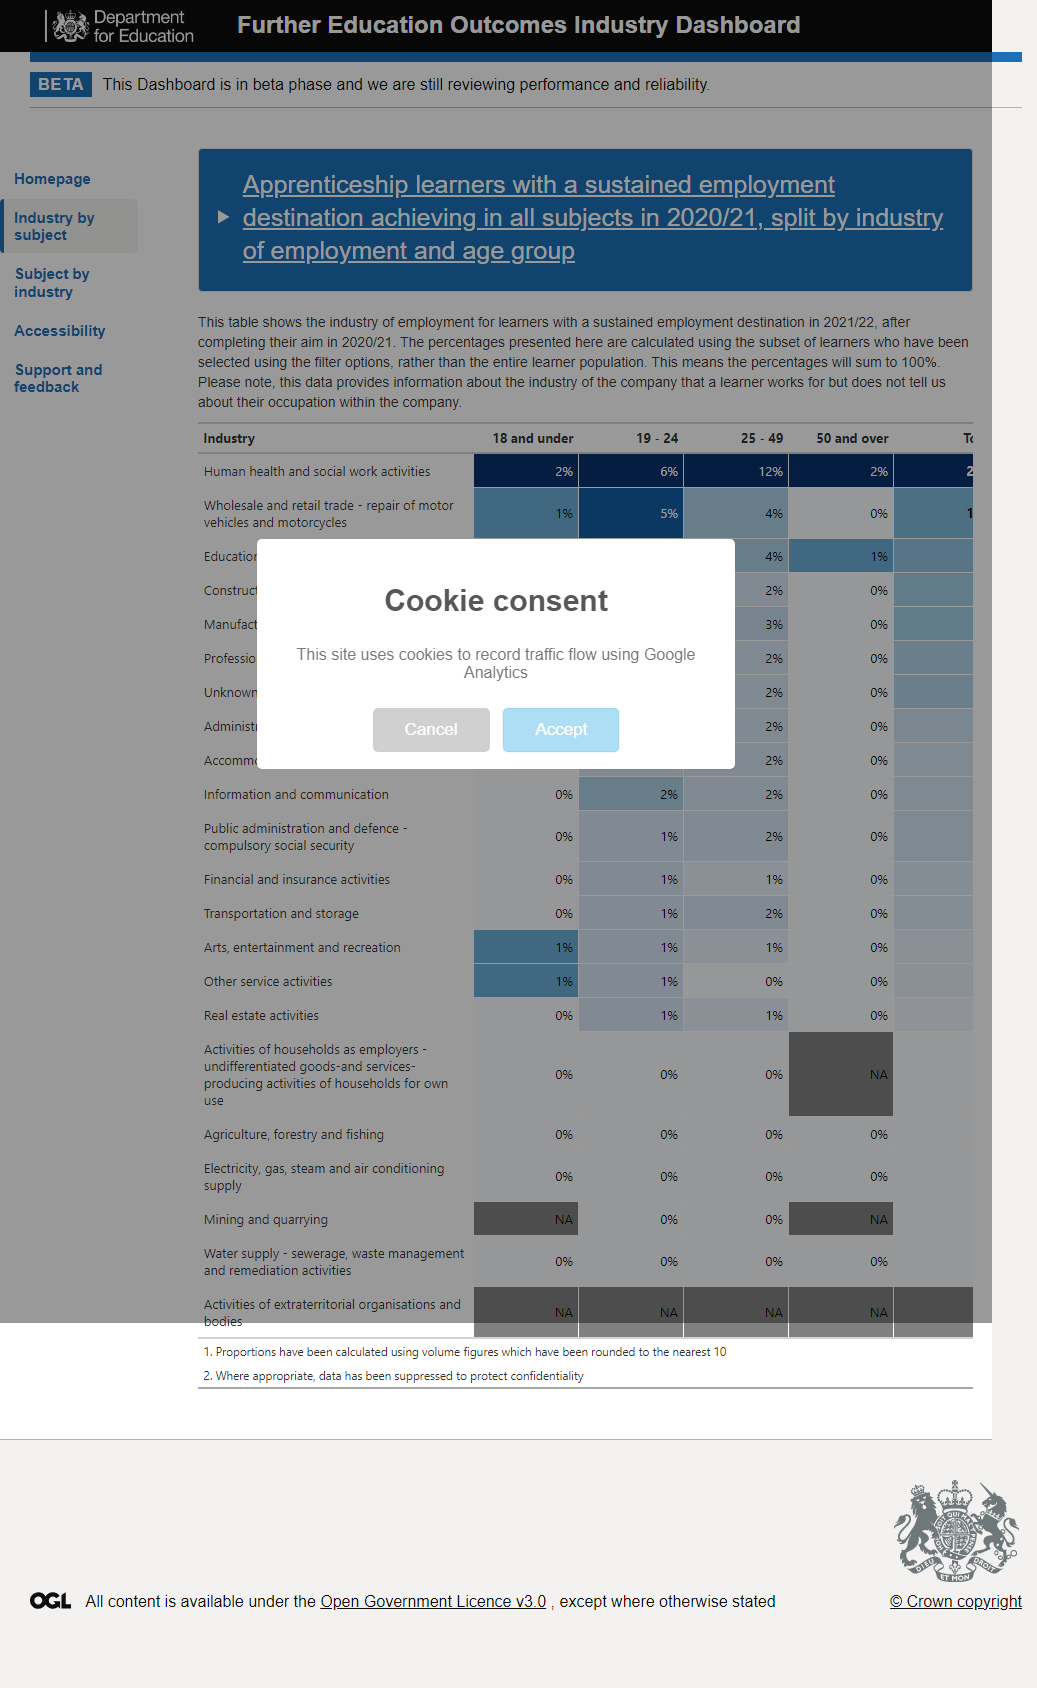 Department
for Education
Further Education Outcomes Industry Dashboard
BETA This Dashboard is in beta phase and we are still reviewing performance and reliability.
Homepage
Industry by
subject
Subject by
industry
Accessibility
Support and
feedback
Apprenticeship learners with a sustained employment
destination achieving in all subjects in 2020/21, split by industry
of employment and age group
This table shows the industry of employment for learners with a sustained employment destination in 2021/22, after
completing their aim in 2020/21. The percentages presented here are calculated using the subset of learners who have been
selected using the filter options, rather than the entire learner population. This means the percentages will sum to 100%.
Please note, this data provides information about the industry of the company that a learner works for but does not tell us
about their occupation within the company.
Industry 18 and under 19 - 24 25 - 49 50 and over
Human health and social work activities 2% 6% 12% 2% 2
Wholesale and retail trade - repair of motor
vehicles and motorcycles 1% 5% 4% 0% 1
Education 4% 1%
Construct 2% 0%
Manufact 3% 0%
Professio 2% 0%
Unknown 2% 0%
Administr 2% 0%
Accommo 2% 0%
Cookie consent
This site uses cookies to record traffic flow using Google
Analytics
Cancel Accept
Information and communication 0% 2% 2% 0%
Public administration and defence -
compulsory social security 0% 1% 2% 0%
Financial and insurance activities 0% 1% 1% 0%
Transportation and storage 0% 1% 2% 0%
Arts, entertainment and recreation 1% 1% 1% 0%
Other service activities 1% 1% 0% 0%
Real estate activities 0% 1% 1% 0%
Activities of households as employers -
undifferentiated goods-and services-
producing activities of households for own
use 0% 0% 0% NA
Agriculture, forestry and fishing 0% 0% 0% 0%
Electricity, gas, steam and air conditioning
supply 0% 0% 0% 0%
Mining and quarrying NA 0% 0% NA
Water supply - sewerage, waste management
and remediation activities 0% 0% 0% 0%
Activities of extraterritorial organisations and
bodies NA NA NA NA
1. Proportions have been calculated using volume figures which have been rounded to the nearest 10
2. Where appropriate, data has been suppressed to protect confidentiality
OGL All content is available under the Open Government Licence v3.0 , except where otherwise stated
© Crown copyright